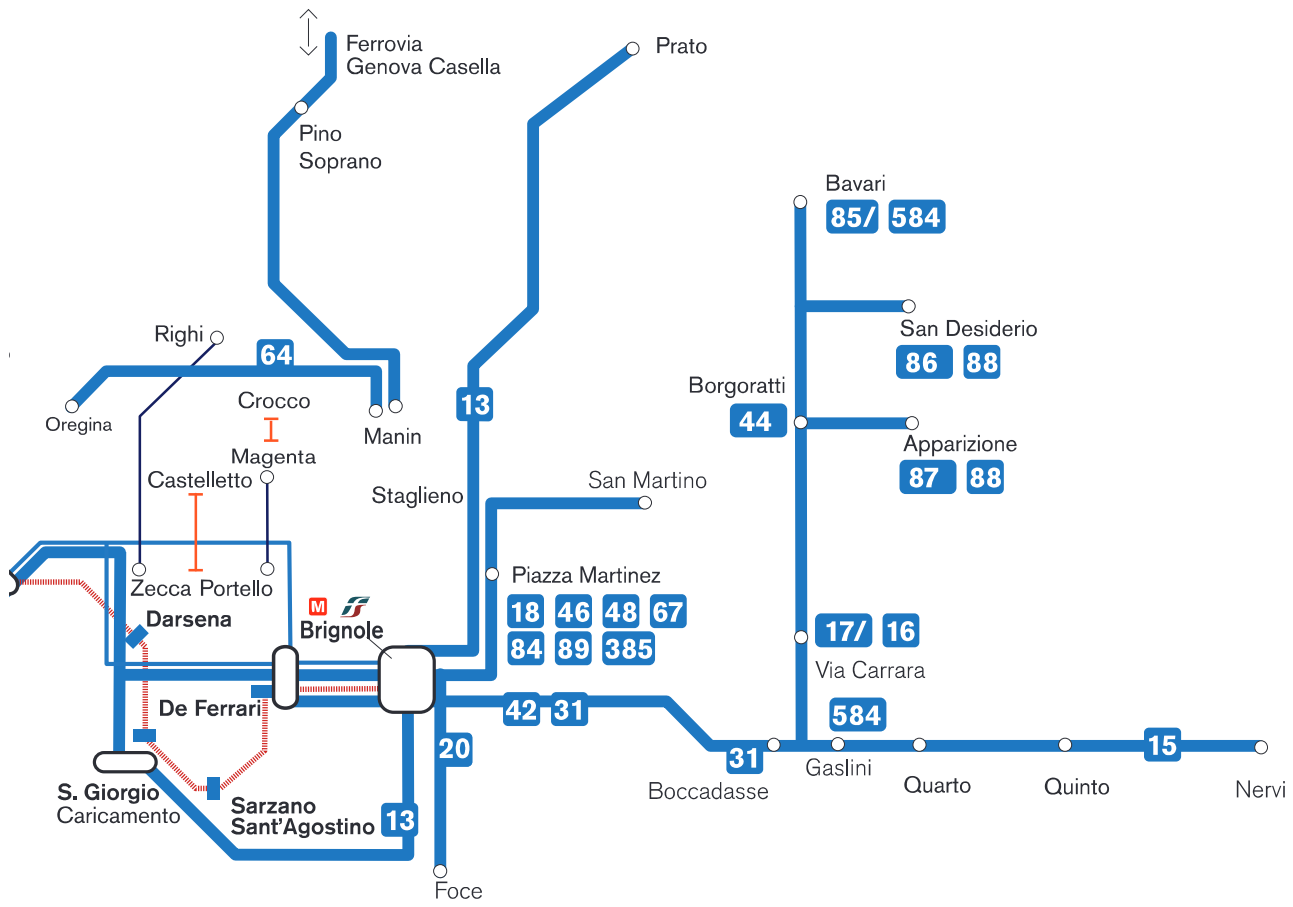 Ferrovia
Genova Casella
Prato
Pino
Soprano
Bavari
85/ 584
San Desiderio
86 88
Righi
64
Crocco
Oregina
Manin
13
Borgoratti
44
Apparizione
87 88
Magenta
Castelletto
Staglieno
San Martino
Zecca Portello
Piazza Martinez
18 46 48 67
84 89 385
Darsena
M
Brignole
17/ 16
Via Carrara
De Ferrari
42 31
584
20
31
15
Gaslini
Boccadasse
Quarto
Quinto
Nervi
S. Giorgio
Caricamento
Sarzano
Sant'Agostino
13
Foce